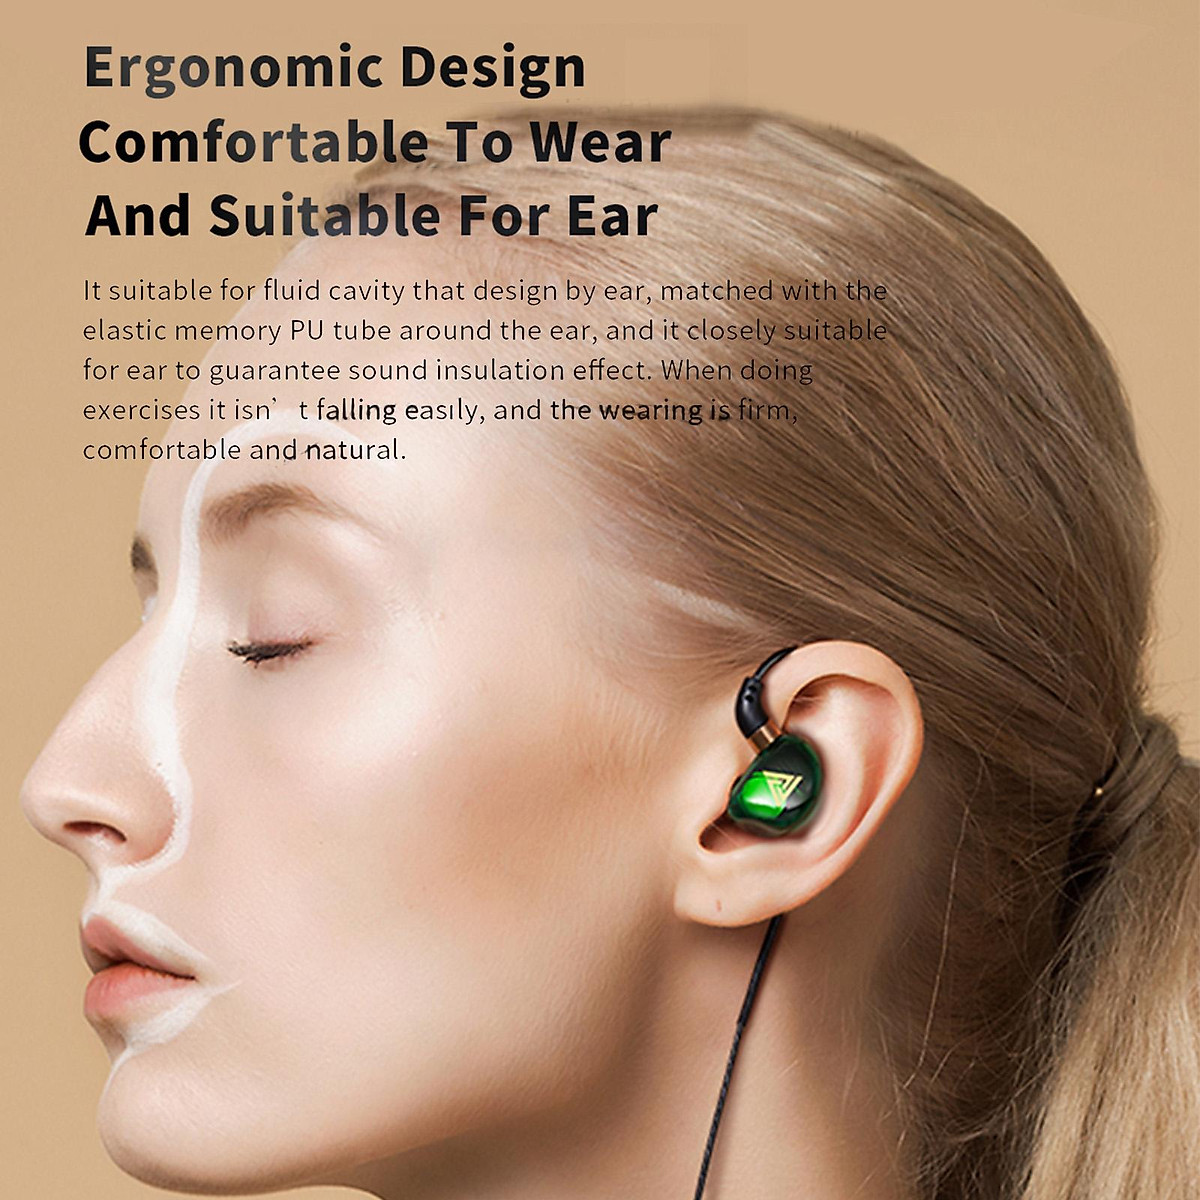 Ergonomic Design
Comfortable To Wear
And Suitable For Ear
It suitable for fluid cavity that design by ear, matched with the
elastic memory PU tube around the ear, and it closely suitable
for ear to guarantee sound insulation effect. When doing
exercises it isn’t falling easily, and the wearing is firm,
comfortable and natural.